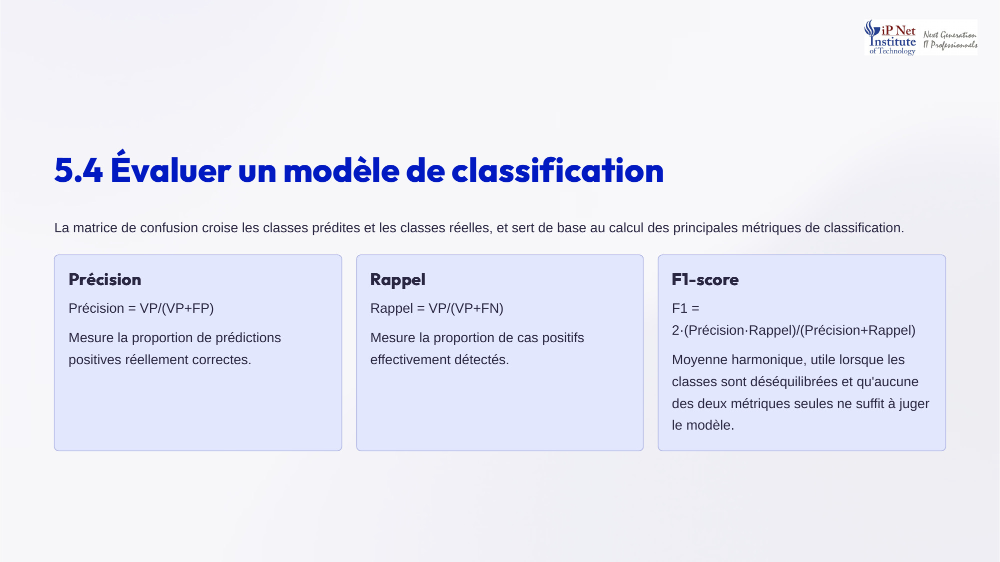 iP Net
Institute
of Technology
Next Generation
IT Professionnels
5.4 Évaluer un modèle de classification
La matrice de confusion croise les classes prédites et les classes réelles, et sert de base au calcul des principales métriques de classification.
Précision
Précision = VP/(VP+FP)
Mesure la proportion de prédictions
positives réellement correctes.
Rappel
Rappel = VP/(VP+FN)
Mesure la proportion de cas positifs
effectivement détectés.
F1-score
F1 =
2·(Précision·Rappel)/(Précision+Rappel)
Moyenne harmonique, utile lorsque les
classes sont déséquilibrées et qu'aucune
des deux métriques seules ne suffit à juger
le modèle.